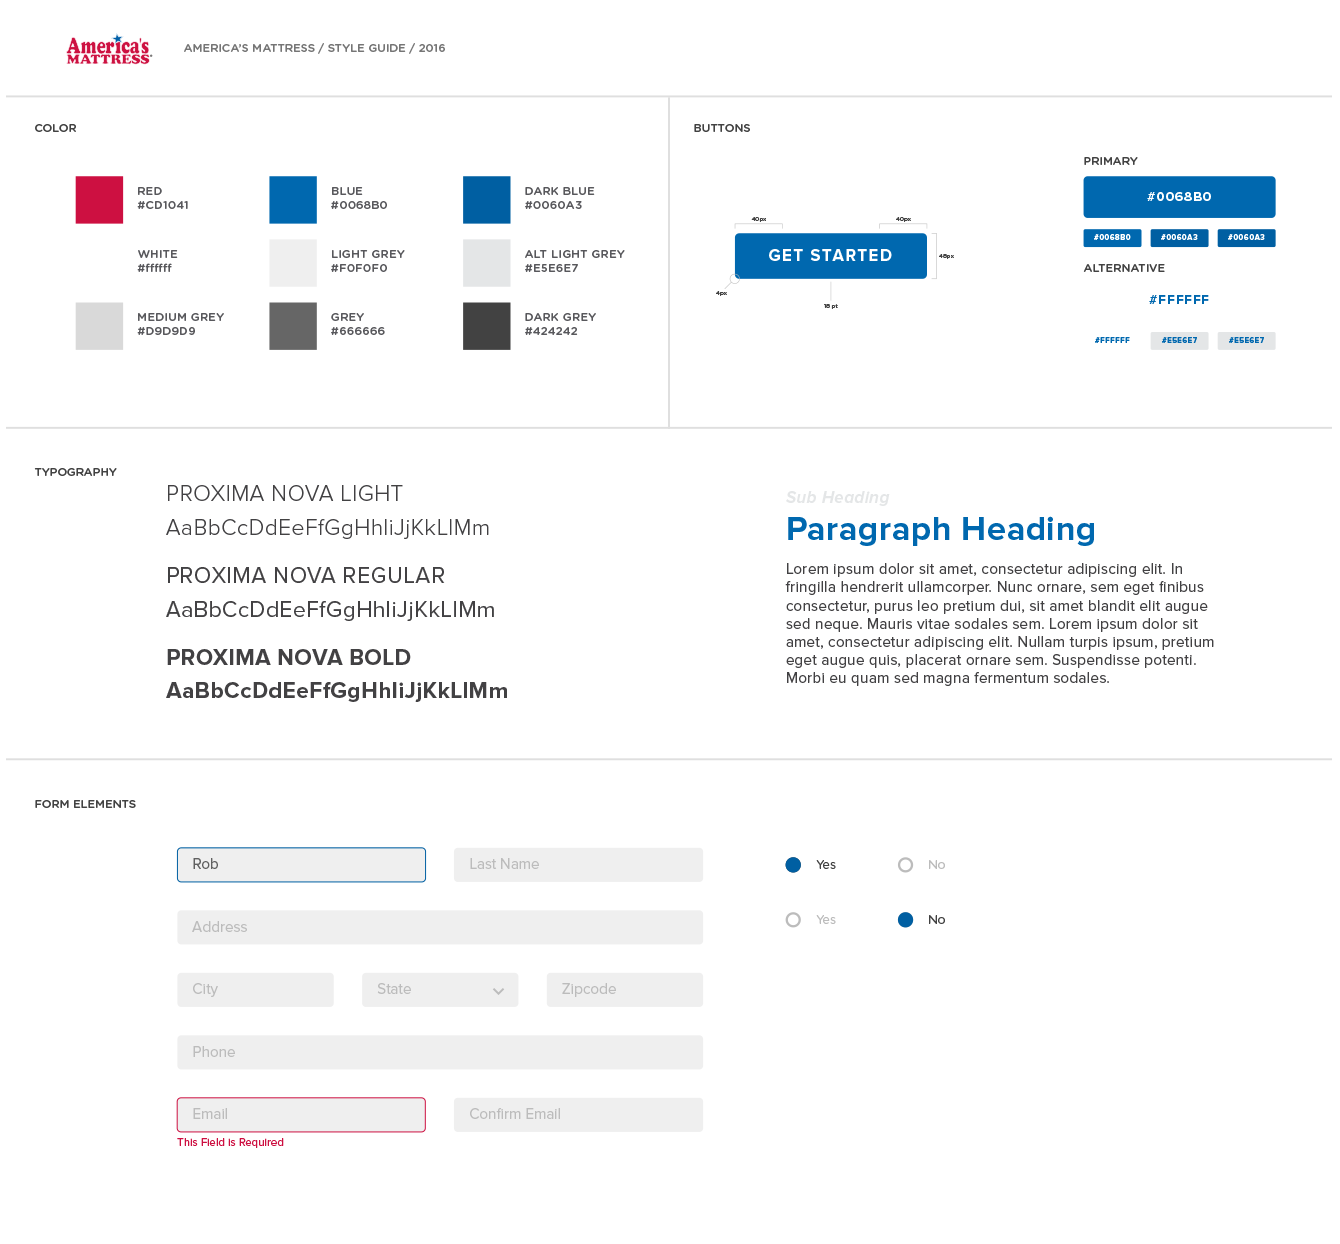 America's
MATTRESS
AMERICA'S MATTRESS / STYLE GUIDE / 2016
COLOR
RED
#CD1041
BLUE
#0068B0
DARK BLUE
#0060A3
WHITE
#ffffff
LIGHT GREY
#F0F0F0
ALT LIGHT GREY
#E5E6E7
MEDIUM GREY
#D9D9D9
GREY
#666666
DARK GREY
#424242
BUTTONS
40px
40px
GET STARTED
48px
4px
18 pt
PRIMARY
#0068B0
#0068B0
#0060A3
#0060A3
ALTERNATIVE
#FFFFFF
#FFFFFF
#E5E6E7
#E5E6E7
TYPOGRAPHY
PROXIMA NOVA LIGHT
AaBbCcDdEeFfGgHhIiJjKkLlMm
PROXIMA NOVA REGULAR
AaBbCcDdEeFfGgHhIiJjKkLlMm
PROXIMA NOVA BOLD
AaBbCcDdEeFfGgHhIiJjKkLlMm
Sub Heading
Paragraph Heading
Lorem ipsum dolor sit amet, consectetur adipiscing elit. In
fringilla hendrerit ullamcorper. Nunc ornare, sem eget finibus
consectetur, purus leo pretium dui, sit amet blandit elit augue
sed neque. Mauris vitae sodales sem. Lorem ipsum dolor sit
amet, consectetur adipiscing elit. Nullam turpis ipsum, pretium
eget augue quis, placerat ornare sem. Suspendisse potenti.
Morbi eu quam sed magna fermentum sodales.
FORM ELEMENTS
Rob
Last Name
Address
City
State
Zipcode
Phone
Email
Confirm Email
This Field is Required
Yes
No
Yes
No